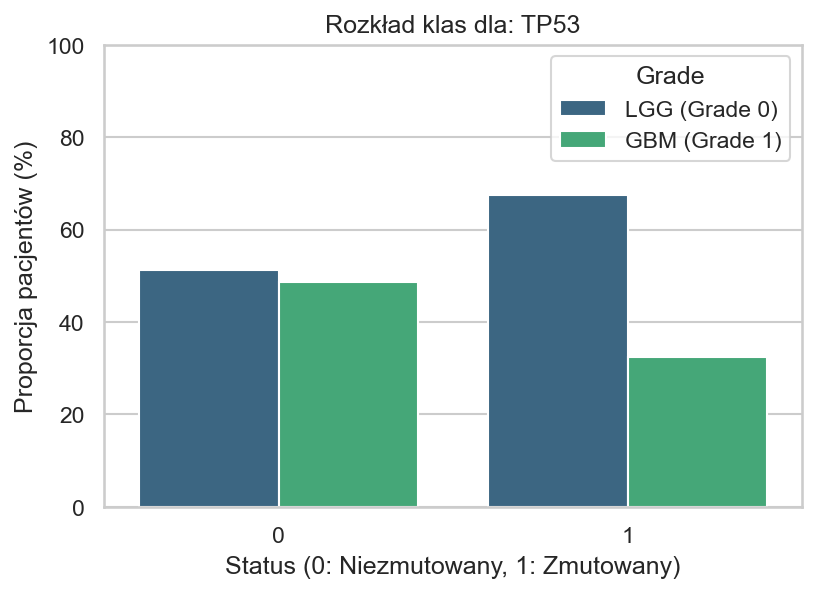 Rozkład klas dla: TP53
Proporcja pacjentów (%)
100
80
60
40
20
0
Grade
LGG (Grade 0)
GBM (Grade 1)
0 1
Status (0: Niezmutowany, 1: Zmutowany)